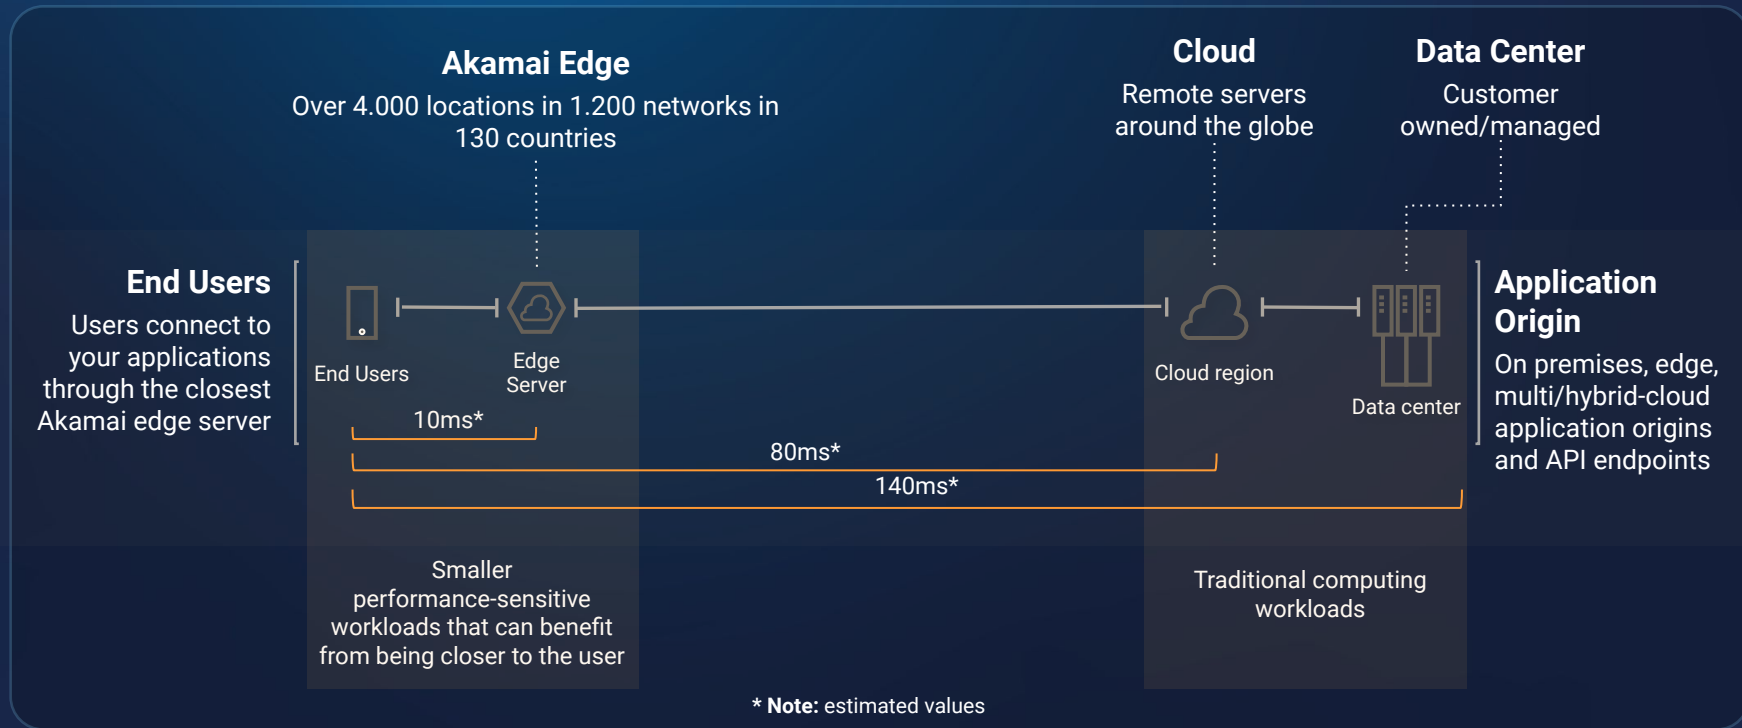 Akamai Edge
Over 4.000 locations in 1.200 networks in
130 countries
Cloud
Remote servers
around the globe
Data Center
Customer
owned/managed
End Users
Users connect to
your applications
through the closest
Akamai edge server
End Users
Edge
Server
Cloud region
Data center
Application
Origin
On premises, edge,
multi/hybrid-cloud
application origins
and API endpoints
10ms*
80ms*
140ms*
Smaller
performance-sensitive
workloads that can benefit
from being closer to the user
Traditional computing
workloads
* Note: estimated values